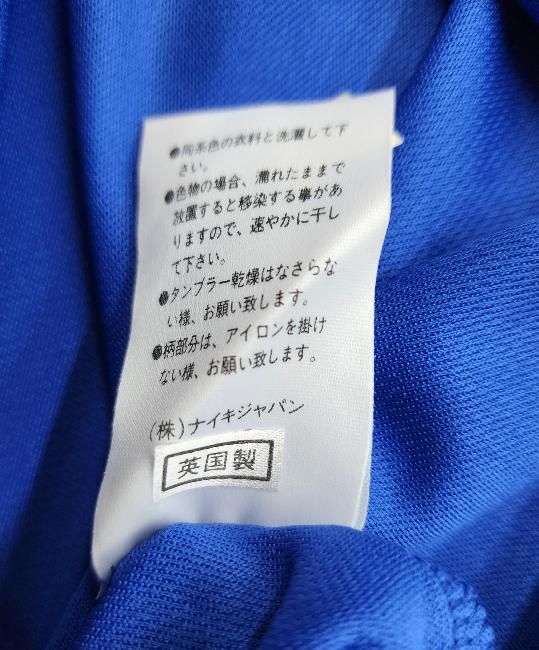 ●同系色の衣料と洗濯して下
さい。
●色物の場合、濡れたままで
放置すると移染する事があ
りますので、速やかに干し
て下さい。
●タンブラー乾燥はなさらな
い様、お願い致します。
●柄部分は、アイロンを掛け
ない様、お願い致します。
(株)ナイキジャパン
英国製